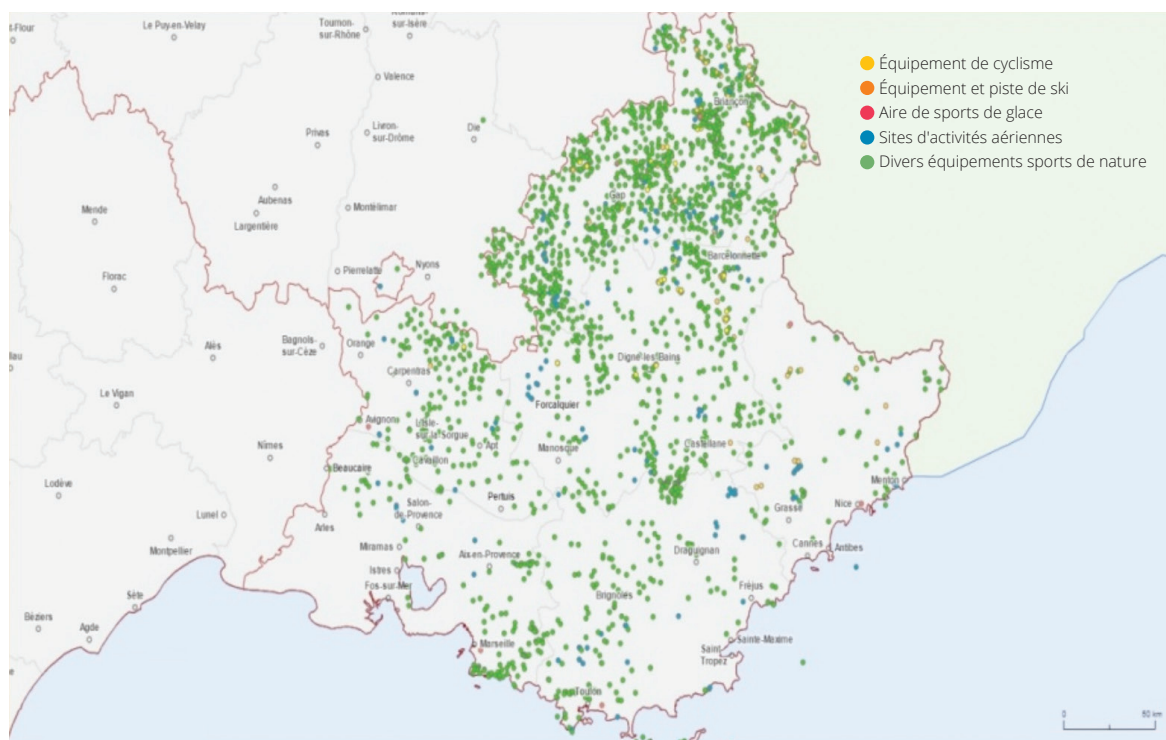 t-Flour
Le Puy-en-Velay
Tournon-
sur-Rhône
sur-Isère
Valence
Privas
Livron-
sur-Drôme
Die
Briançon
Équipement de cyclisme
Équipement et piste de ski
Aire de sports de glace
Sites d'activités aériennes
Divers équipements sports de nature
Mende
Aubenas
Largentière
Montélimar
Gap
Florac
Pierrelatte
Nyons
Barcelonnette
Alès
Bagnols-
sur-Cèze
Orange
Carpentras
Digne-les-Bains
Le Vigan
Avignon
L'Isle-
sur-la-Sorgue
Forcalquier
Apt
Manosque
Castellane
Nîmes
Beaucaire
Cavaillon
Menton
Lodève
Lunel
Arles
Salon-
de-Provence
Pertuis
Grasse
Nice
Montpellier
Miramas
Istres
Fos-sur-Mer
Aix-en-Provence
Draguignan
Cannes
Antibes
Sète
Béziers
Agde
Brignoles
Fréjus
Marseille
Sainte-Maxime
Saint-
Tropez
Toulon
0
50 km